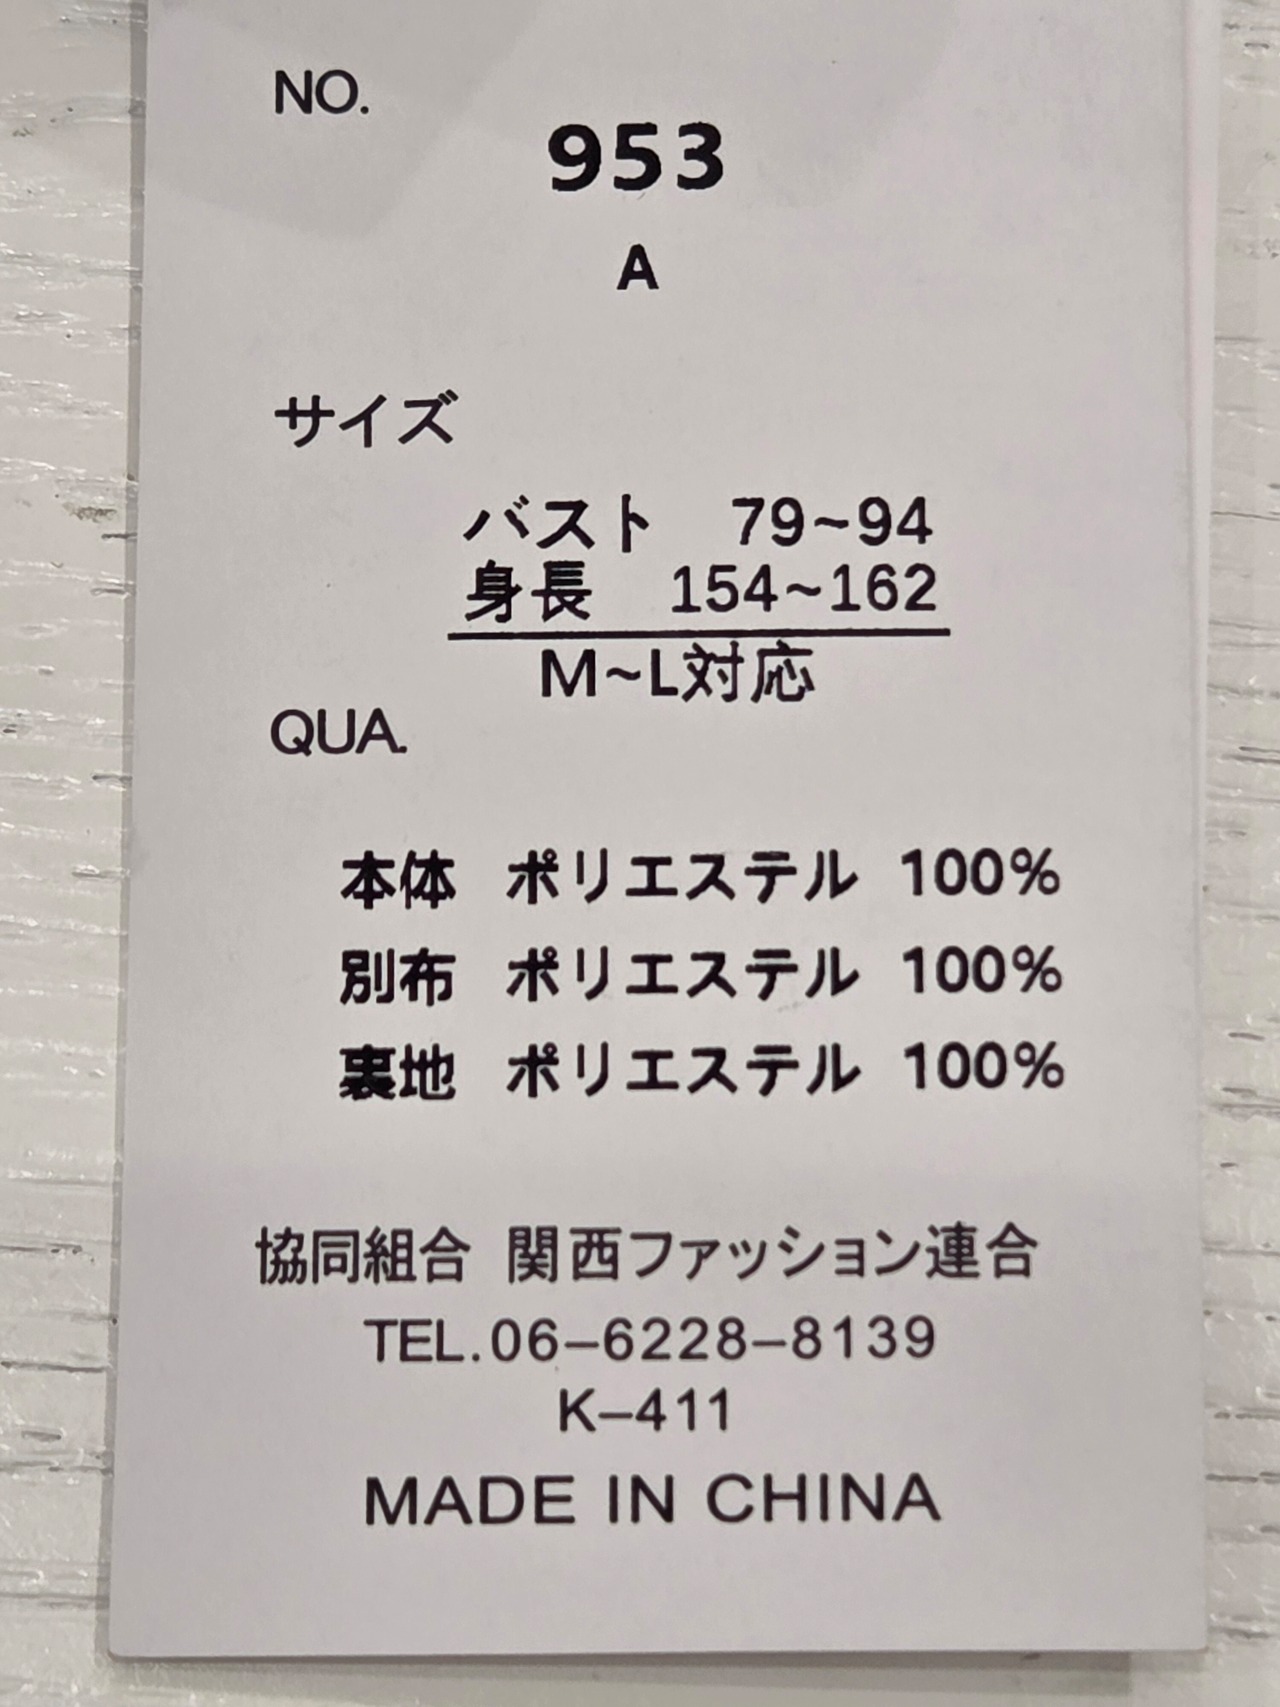 NO.
953
A
サイズ
バスト 79~94
身長 154~162
M~L対応
QUA.
本体 ポリエステル 100%
別布 ポリエステル 100%
裏地 ポリエステル 100%
協同組合 関西ファッション連合
TEL.06–6228–8139
K–411
MADE IN CHINA